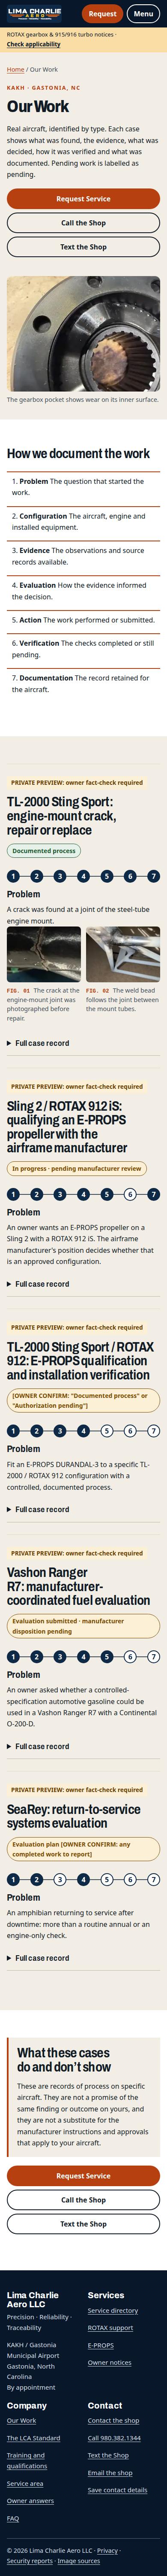 LIMA CHARLIE
AERO
Request
Menu
ROTAX gearbox & 915/916 turbo notices ·
Check applicability
Home / Our Work
KAKH · GASTONIA, NC
Our Work
Real aircraft, identified by type. Each case
shows what was found, the evidence, what was
decided, how it was verified and what was
documented. Pending work is labelled as
pending.
Request Service
Call the Shop
Text the Shop
The gearbox pocket shows wear on its inner surface.
How we document the work
1. Problem The question that started the
work.
2. Configuration The aircraft, engine and
installed equipment.
3. Evidence The observations and source
records available.
4. Evaluation How the evidence informed
the decision.
5. Action The work performed or submitted.
6. Verification The checks completed or still
pending.
7. Documentation The record retained for
the aircraft.
PRIVATE PREVIEW: owner fact-check required
TL-2000 Sting Sport:
engine-mount crack,
repair or replace
Documented process
1 2 3 4 5 6 7
Problem
A crack was found at a joint of the steel-tube
engine mount.
FIG. 01 The crack at the
engine-mount joint was
photographed before
repair.
FIG. 02 The weld bead
follows the joint between
the mount tubes.
▶ Full case record
PRIVATE PREVIEW: owner fact-check required
Sling 2 / ROTAX 912 iS:
qualifying an E-PROPS
propeller with the
airframe manufacturer
In progress · pending manufacturer review
1 2 3 4 5 6 7
Problem
An owner wants an E-PROPS propeller on a
Sling 2 with a ROTAX 912 iS. The airframe
manufacturer's position decides whether that
is an approved configuration.
▶ Full case record
PRIVATE PREVIEW: owner fact-check required
TL-2000 Sting Sport / ROTAX
912: E-PROPS qualification
and installation verification
[OWNER CONFIRM: "Documented process" or
"Authorization pending"]
1 2 3 4 5 6 7
Problem
Fit an E-PROPS DURANDAL-3 to a specific TL-
2000 / ROTAX 912 configuration with a
controlled, documented process.
▶ Full case record
PRIVATE PREVIEW: owner fact-check required
Vashon Ranger
R7: manufacturer-
coordinated fuel evaluation
Evaluation submitted · manufacturer
disposition pending
1 2 3 4 5 6 7
Problem
An owner asked whether a controlled-
specification automotive gasoline could be
used in a Vashon Ranger R7 with a Continental
O-200-D.
▶ Full case record
PRIVATE PREVIEW: owner fact-check required
SeaRey: return-to-service
systems evaluation
Evaluation plan [OWNER CONFIRM: any
completed work to report]
1 2 3 4 5 6 7
Problem
An amphibian returning to service after
downtime: more than a routine annual or an
engine-only check.
▶ Full case record
What these cases
do and don't show
These are records of process on specific
aircraft. They are not a promise of the same
finding or outcome on yours, and
they are not a substitute for the
manufacturer instructions and approvals
that apply to your aircraft.
Request Service
Call the Shop
Text the Shop
Lima Charlie
Aero LLC
Precision · Reliability ·
Traceability
KAKH / Gastonia
Municipal Airport
Gastonia, North
Carolina
By appointment
Services
Service directory
ROTAX support
E-PROPS
Owner notices
Company
Our Work
The LCA Standard
Training and
qualifications
Service area
Owner answers
FAQ
Contact
Contact the shop
Call 980.382.1344
Text the Shop
Email the shop
Save contact details
© 2026 Lima Charlie Aero LLC · Privacy ·
Security reports · Image sources